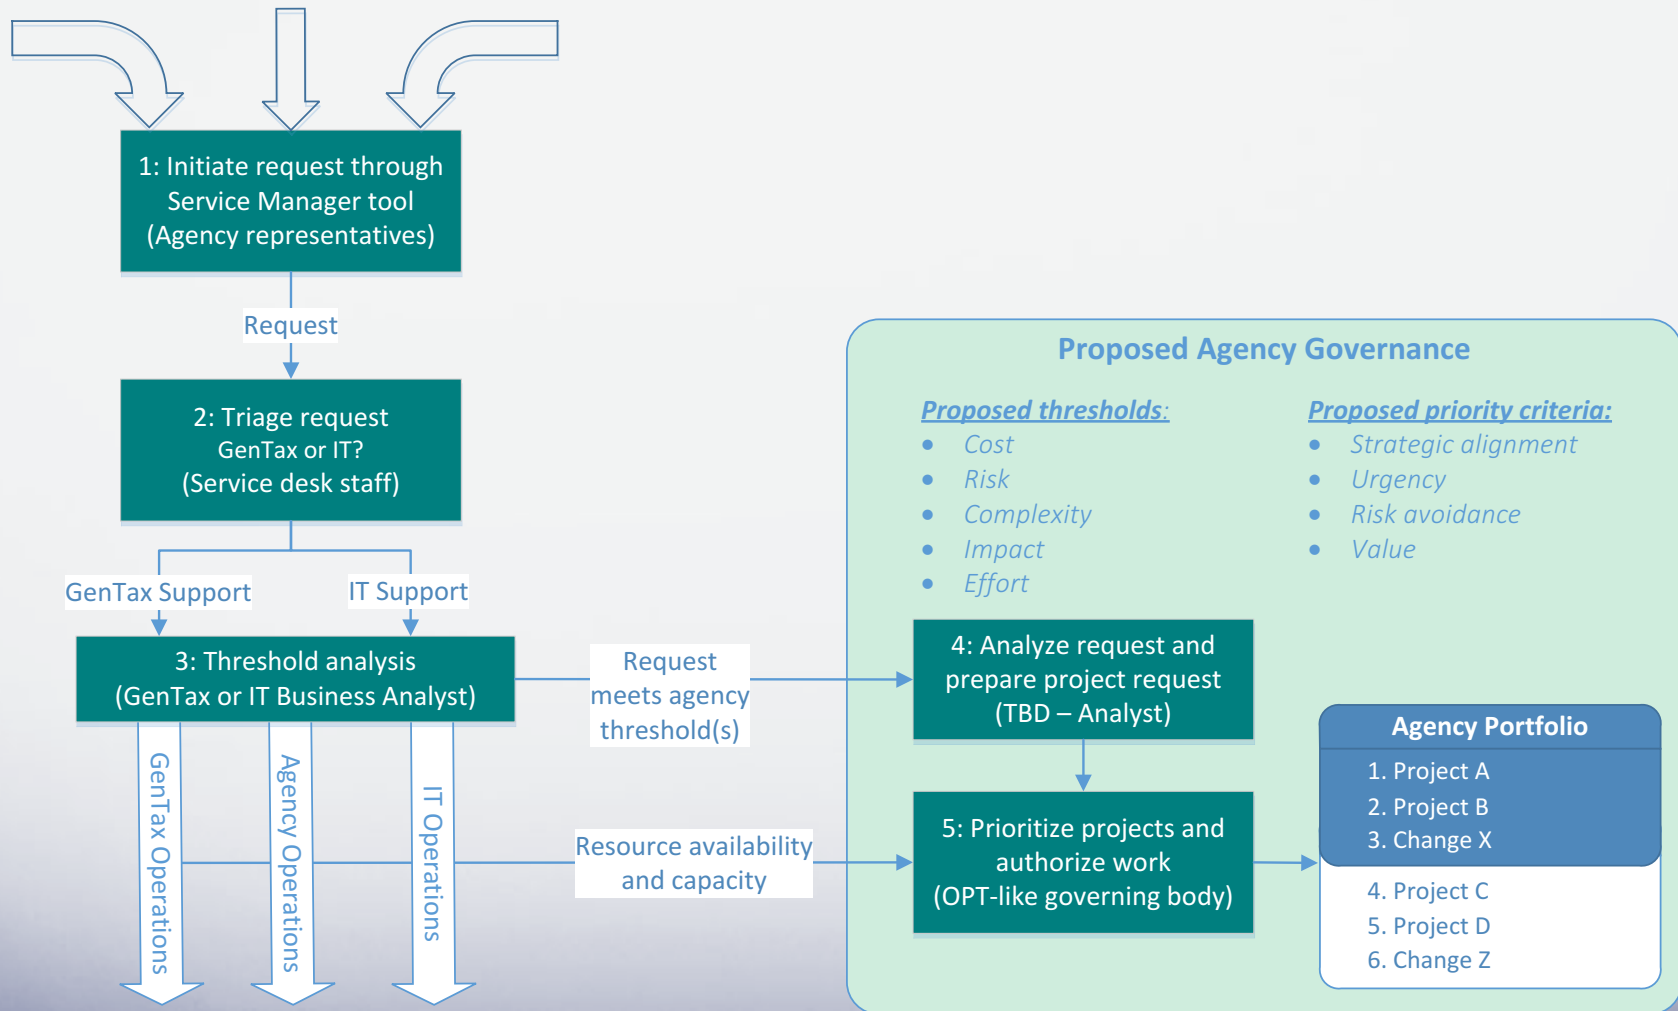 1: Initiate request through
Service Manager tool
(Agency representatives)
Request
2: Triage request
GenTax or IT?
(Service desk staff)
GenTax Support
IT Support
3: Threshold analysis
(GenTax or IT Business Analyst)
GenTax Operations
Agency Operations
IT Operations
Request
meets agency
threshold(s)
Resource availability
and capacity
Proposed Agency Governance
Proposed thresholds:
• Cost
• Risk
• Complexity
• Impact
• Effort
Proposed priority criteria:
• Strategic alignment
• Urgency
• Risk avoidance
• Value
4: Analyze request and
prepare project request
(TBD – Analyst)
5: Prioritize projects and
authorize work
(OPT-like governing body)
Agency Portfolio
1. Project A
2. Project B
3. Change X
4. Project C
5. Project D
6. Change Z